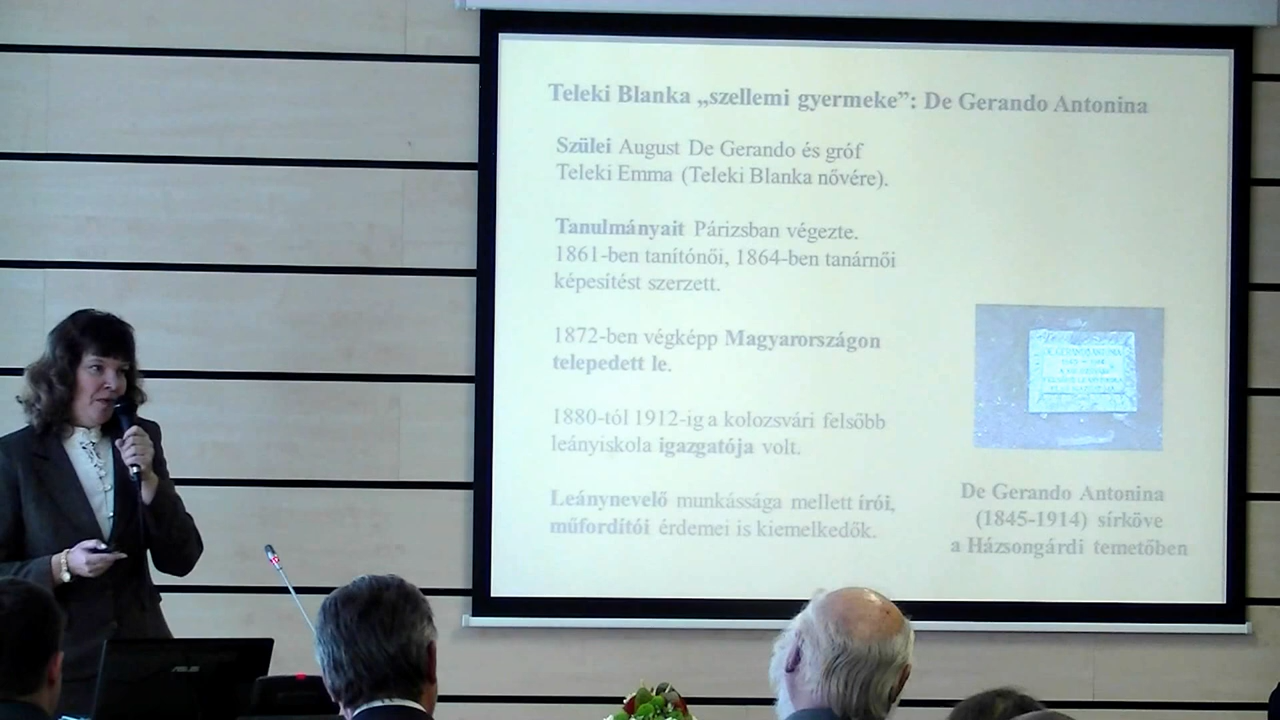 Teleki Blanka „szellemi gyermeke”: De Gerando Antonina
Szülei August De Gerando és gróf
Teleki Emma (Teleki Blanka nővére).
Tanulmányait Párizsban végezte.
1861-ben tanítónői, 1864-ben tanárnői
képesítést szerzett.
1872-ben végképp Magyarországon
telepedett le.
1880-tól 1912-ig a kolozsvári felsőbb
leányiskola igazgatója volt.
Leánynevelő munkássága mellett írói,
műfordítói érdemei is kiemelkedők.
De Gerando Antonina
(1845-1914) sírköve
a Házsongárdi temetőben
ASUS